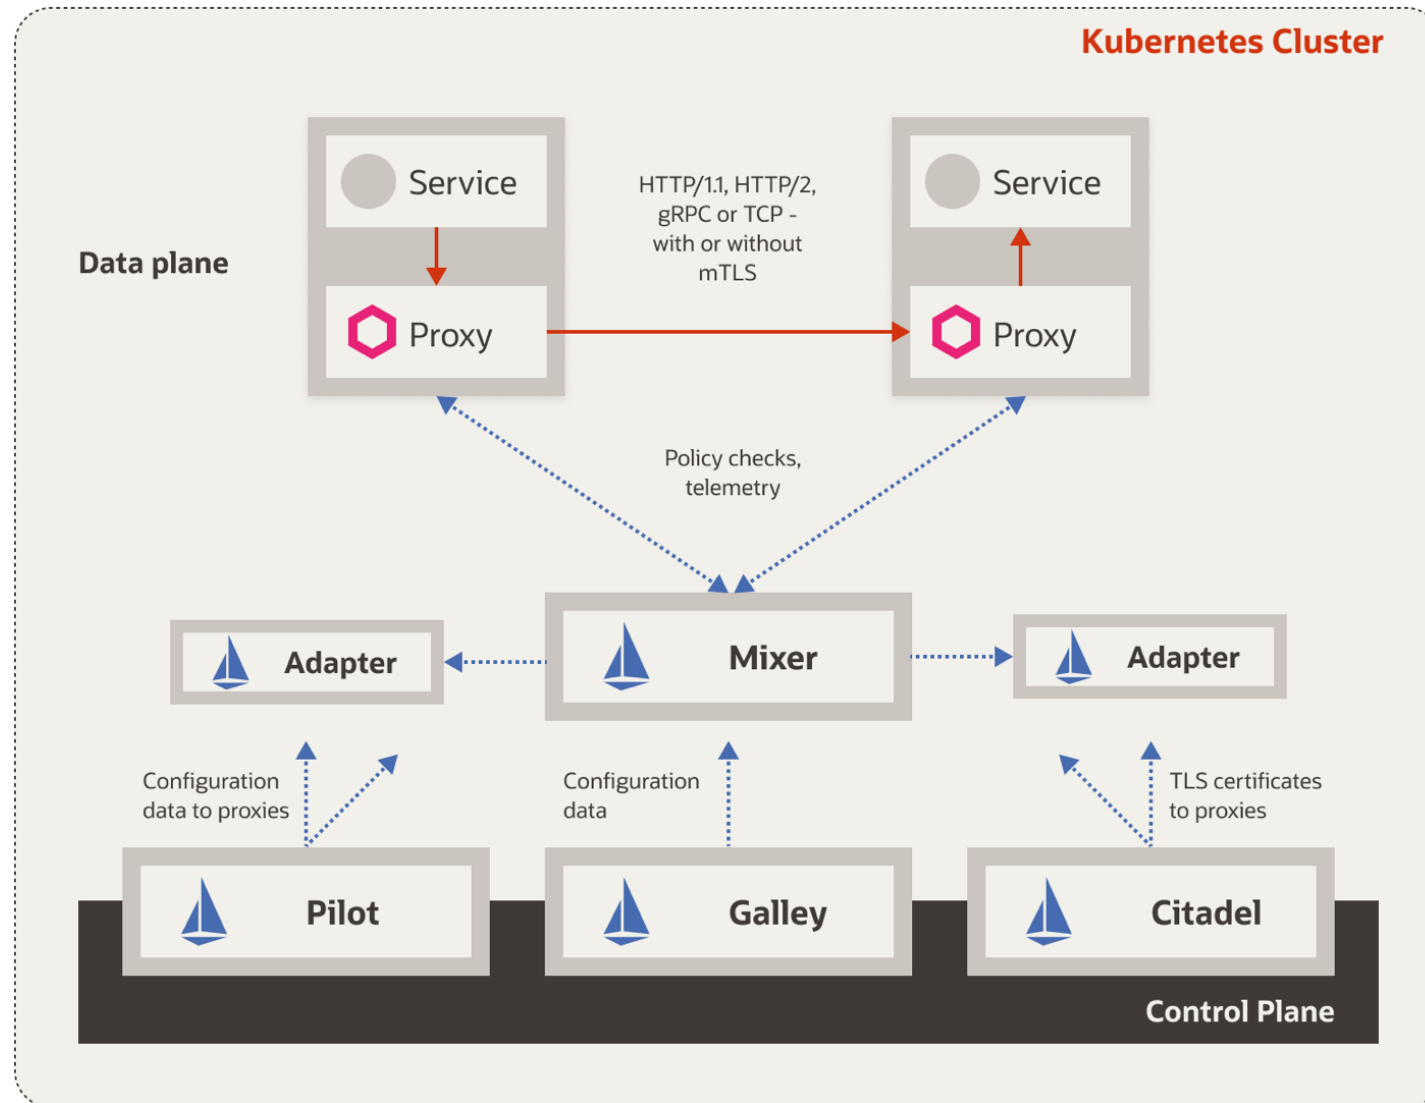 Kubernetes Cluster
Service
Service
HTTP/1.1, HTTP/2,
gRPC or TCP -
with or without
mTLS
Data plane
Proxy
Proxy
Policy checks,
telemetry
Adapter
Mixer
Adapter
Configuration
data to proxies
Configuration
data
TLS certificates
to proxies
Pilot
Galley
Citadel
Control Plane